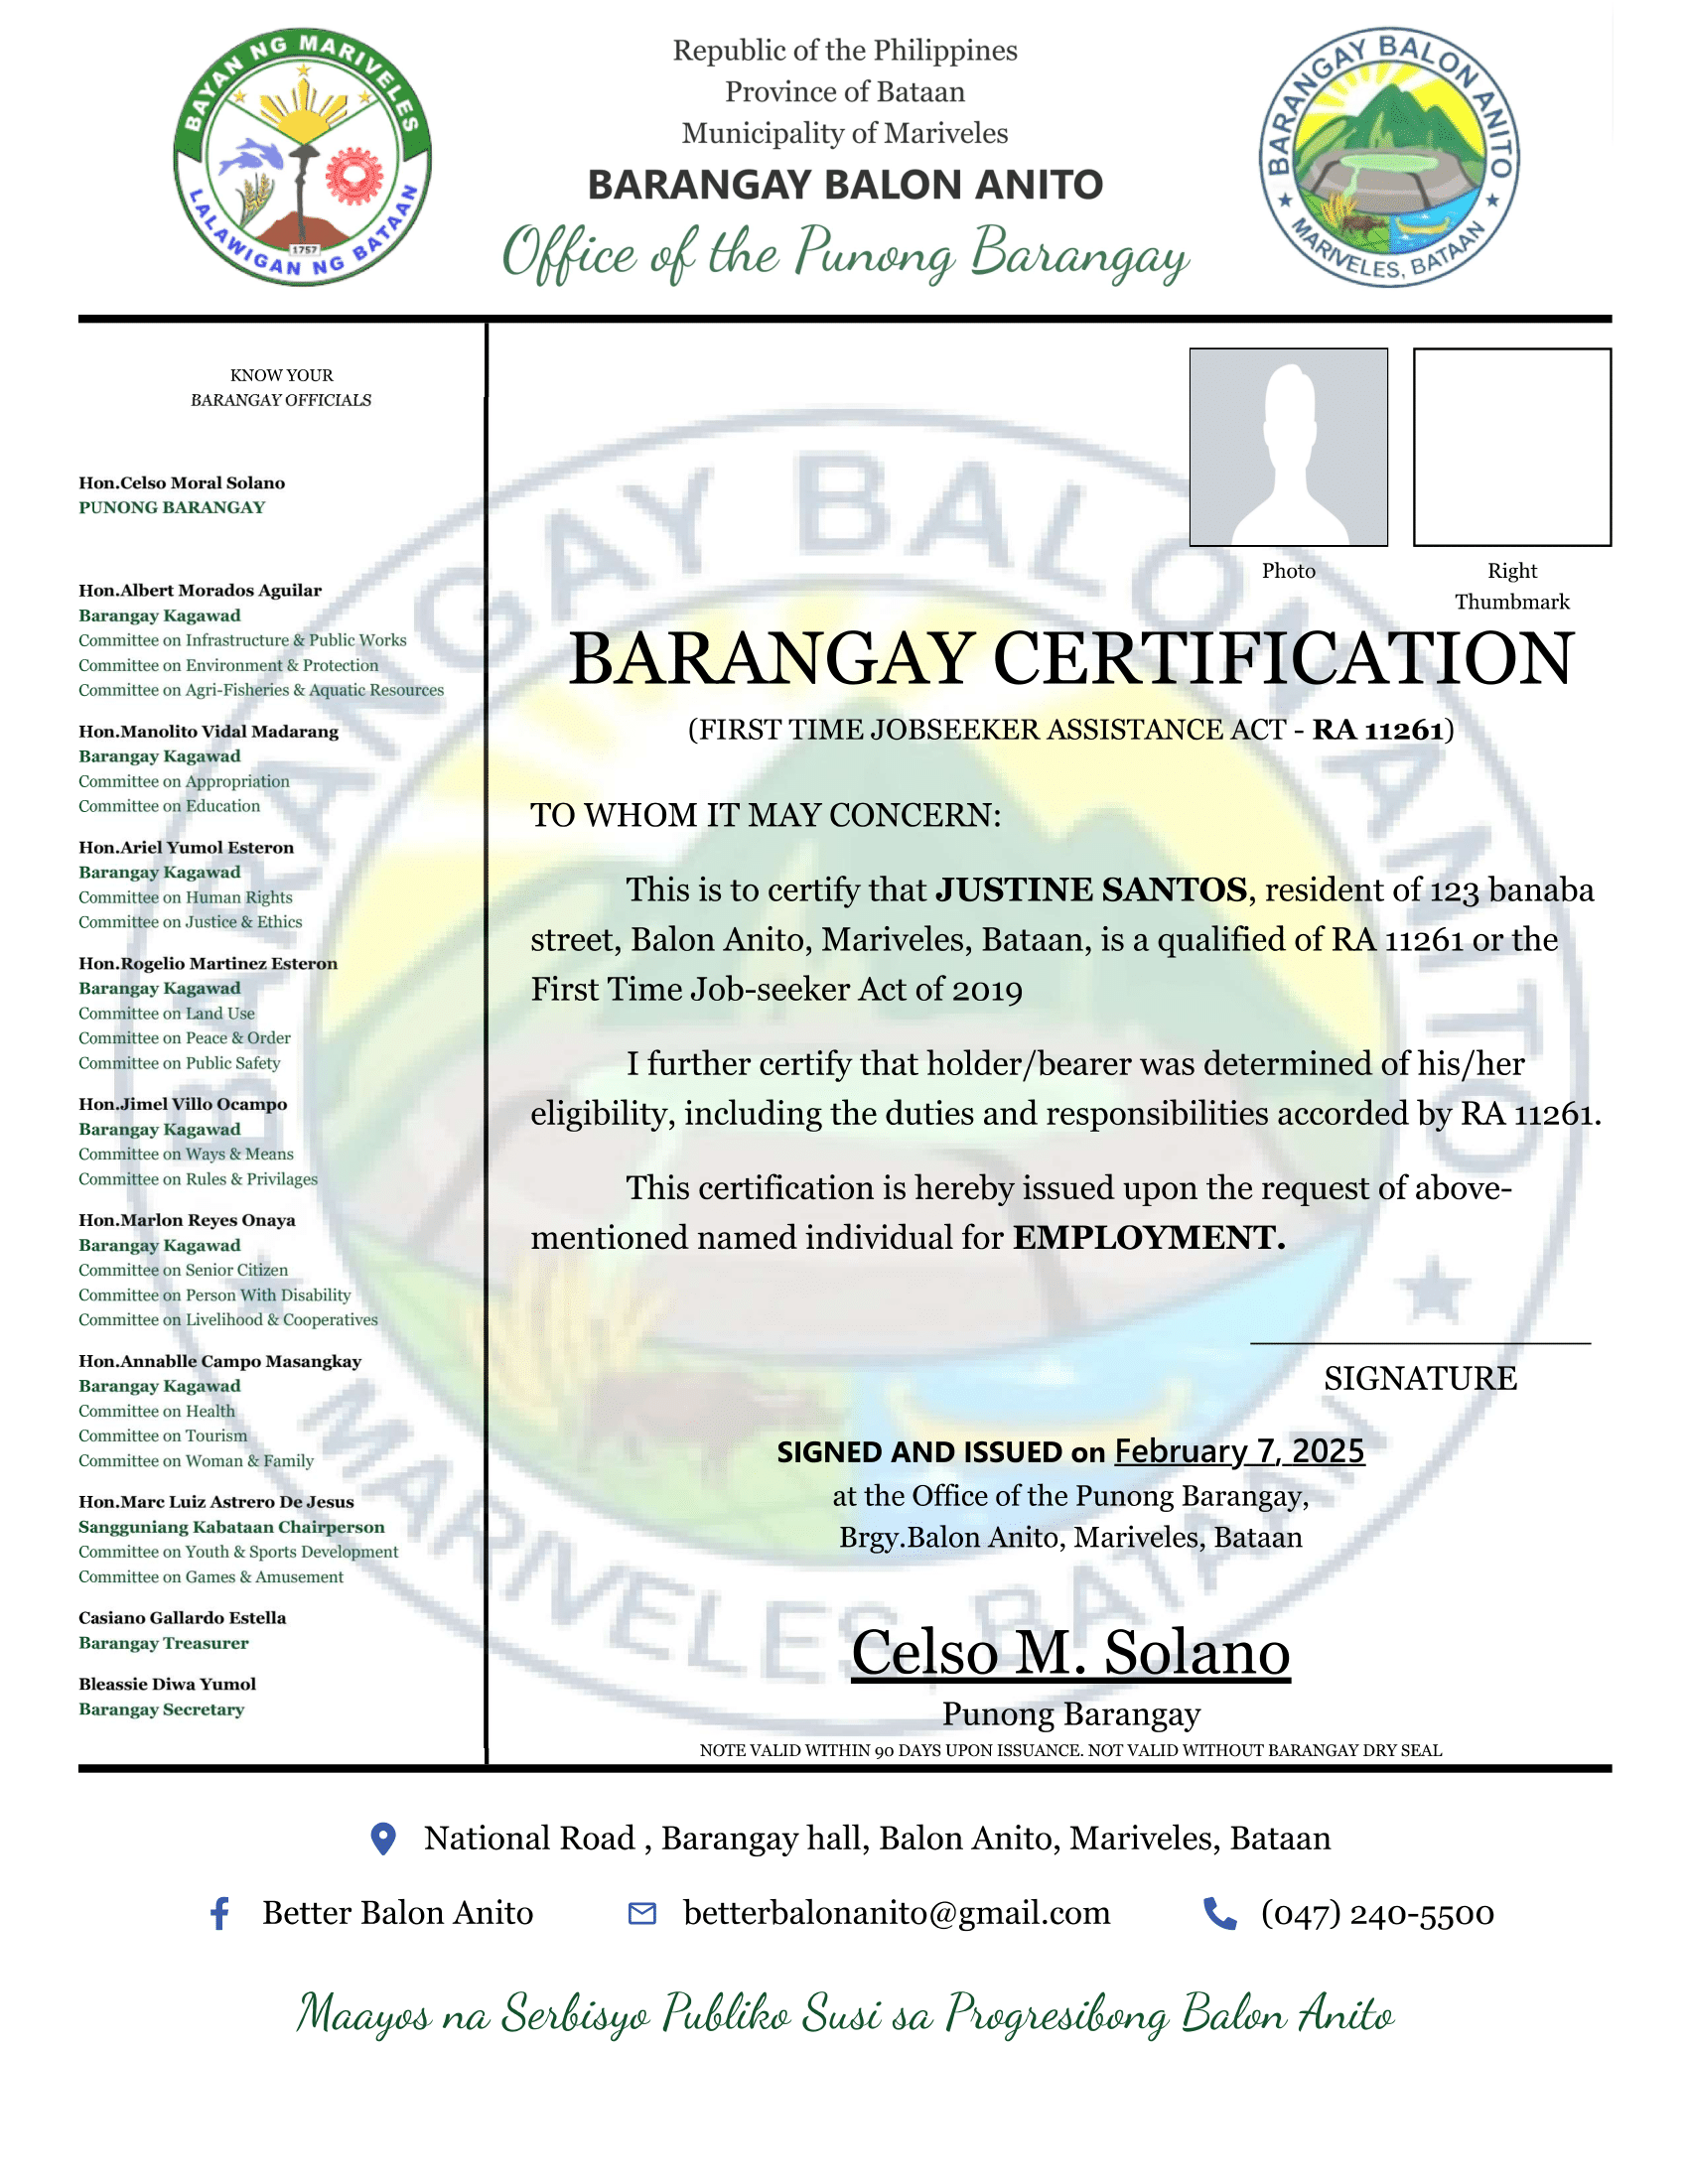 BAYAN NG MARIVELES
LALAWIGAN NG BATAAN
1757
Republic of the Philippines
Province of Bataan
Municipality of Mariveles
BARANGAY BALON ANITO
Office of the Punong Barangay
BARANGAY BALON ANITO
MARIVELES, BATAAN
KNOW YOUR
BARANGAY OFFICIALS
Hon.Celso Moral Solano
PUNONG BARANGAY
Hon.Albert Morados Aguilar
Barangay Kagawad
Committee on Infrastructure & Public Works
Committee on Environment & Protection
Committee on Agri-Fisheries & Aquatic Resources
Hon.Manolito Vidal Madarang
Barangay Kagawad
Committee on Appropriation
Committee on Education
Hon.Ariel Yumol Esteron
Barangay Kagawad
Committee on Human Rights
Committee on Justice & Ethics
Hon.Rogelio Martinez Esteron
Barangay Kagawad
Committee on Land Use
Committee on Peace & Order
Committee on Public Safety
Hon.Jimel Villo Ocampo
Barangay Kagawad
Committee on Ways & Means
Committee on Rules & Privilages
Hon.Marlon Reyes Onaya
Barangay Kagawad
Committee on Senior Citizen
Committee on Person With Disability
Committee on Livelihood & Cooperatives
Hon.Annablle Campo Masangkay
Barangay Kagawad
Committee on Health
Committee on Tourism
Committee on Woman & Family
Hon.Marc Luiz Astrero De Jesus
Sangguniang Kabataan Chairperson
Committee on Youth & Sports Development
Committee on Games & Amusement
Casiano Gallardo Estella
Barangay Treasurer
Bleassie Diwa Yumol
Barangay Secretary
Photo
Right
Thumbmark
BARANGAY CERTIFICATION
(FIRST TIME JOBSEEKER ASSISTANCE ACT - RA 11261)
TO WHOM IT MAY CONCERN:
This is to certify that JUSTINE SANTOS, resident of 123 banaba
street, Balon Anito, Mariveles, Bataan, is a qualified of RA 11261 or the
First Time Job-seeker Act of 2019
I further certify that holder/bearer was determined of his/her
eligibility, including the duties and responsibilities accorded by RA 11261.
This certification is hereby issued upon the request of above-
mentioned named individual for EMPLOYMENT.
SIGNATURE
SIGNED AND ISSUED on February 7, 2025
at the Office of the Punong Barangay,
Brgy.Balon Anito, Mariveles, Bataan
Celso M. Solano
Punong Barangay
NOTE VALID WITHIN 90 DAYS UPON ISSUANCE. NOT VALID WITHOUT BARANGAY DRY SEAL
BARANGAY BALON ANITO
MARIVELES, BATAAN
National Road , Barangay hall, Balon Anito, Mariveles, Bataan
Better Balon Anito
betterbalonanito@gmail.com
(047) 240-5500
Maayos na Serbisyo Publiko Susi sa Progresibong Balon Anito